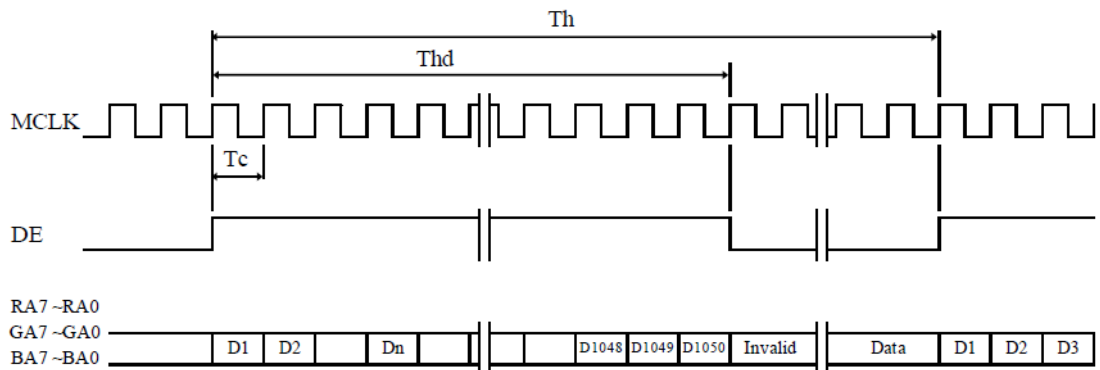 Th
Thd
MCLK
Tc
DE
RA7 ~RA0
GA7 ~GA0
BA7 ~BA0
D1 D2 Dn D1048 D1049 D1050 Invalid Data D1 D2 D3